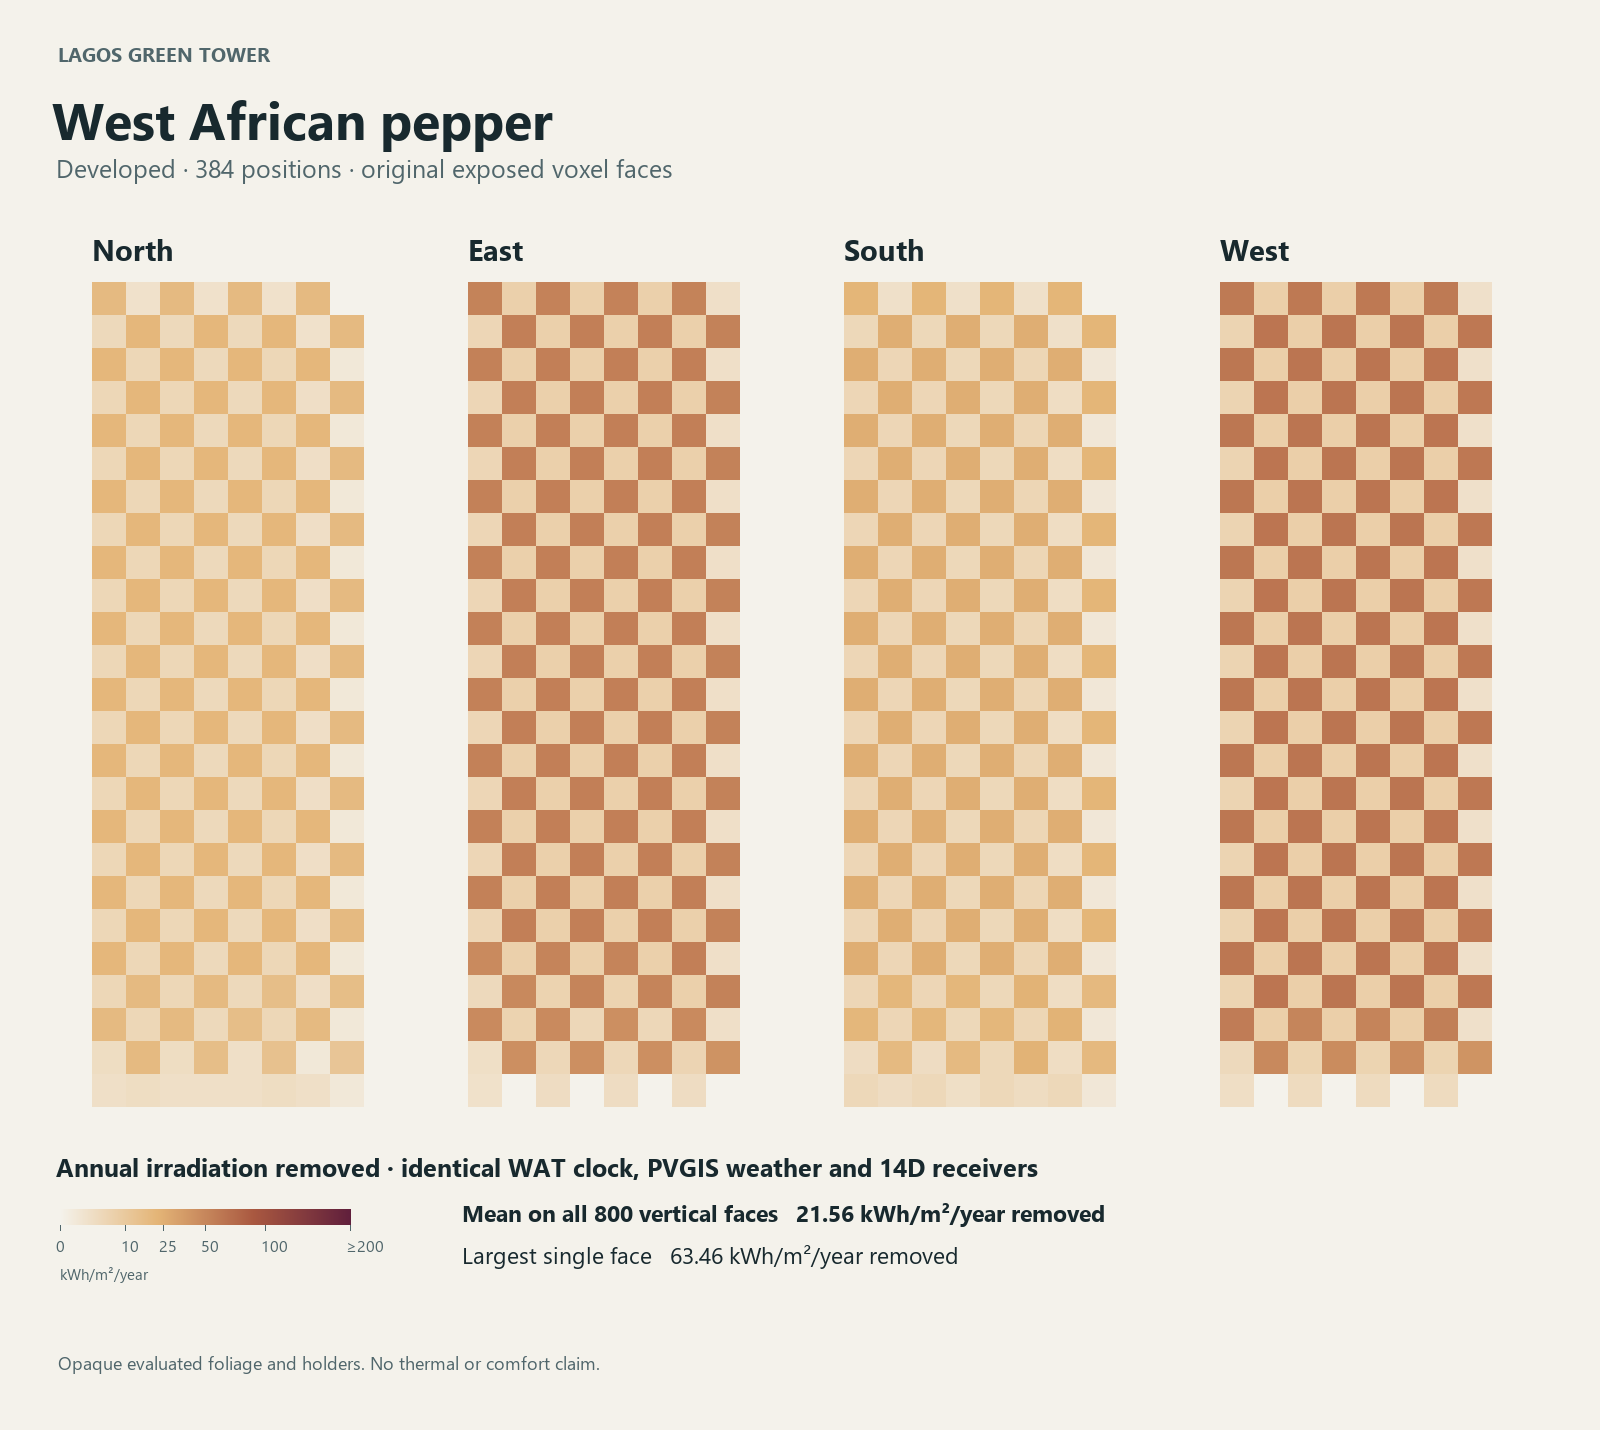 LAGOS GREEN TOWER
West African pepper
Developed · 384 positions · original exposed voxel faces
North East South West
Annual irradiation removed · identical WAT clock, PVGIS weather and 14D receivers
Mean on all 800 vertical faces 21.56 kWh/m²/year removed
0 10 25 50 100 ≥200
Largest single face 63.46 kWh/m²/year removed
kWh/m²/year
Opaque evaluated foliage and holders. No thermal or comfort claim.